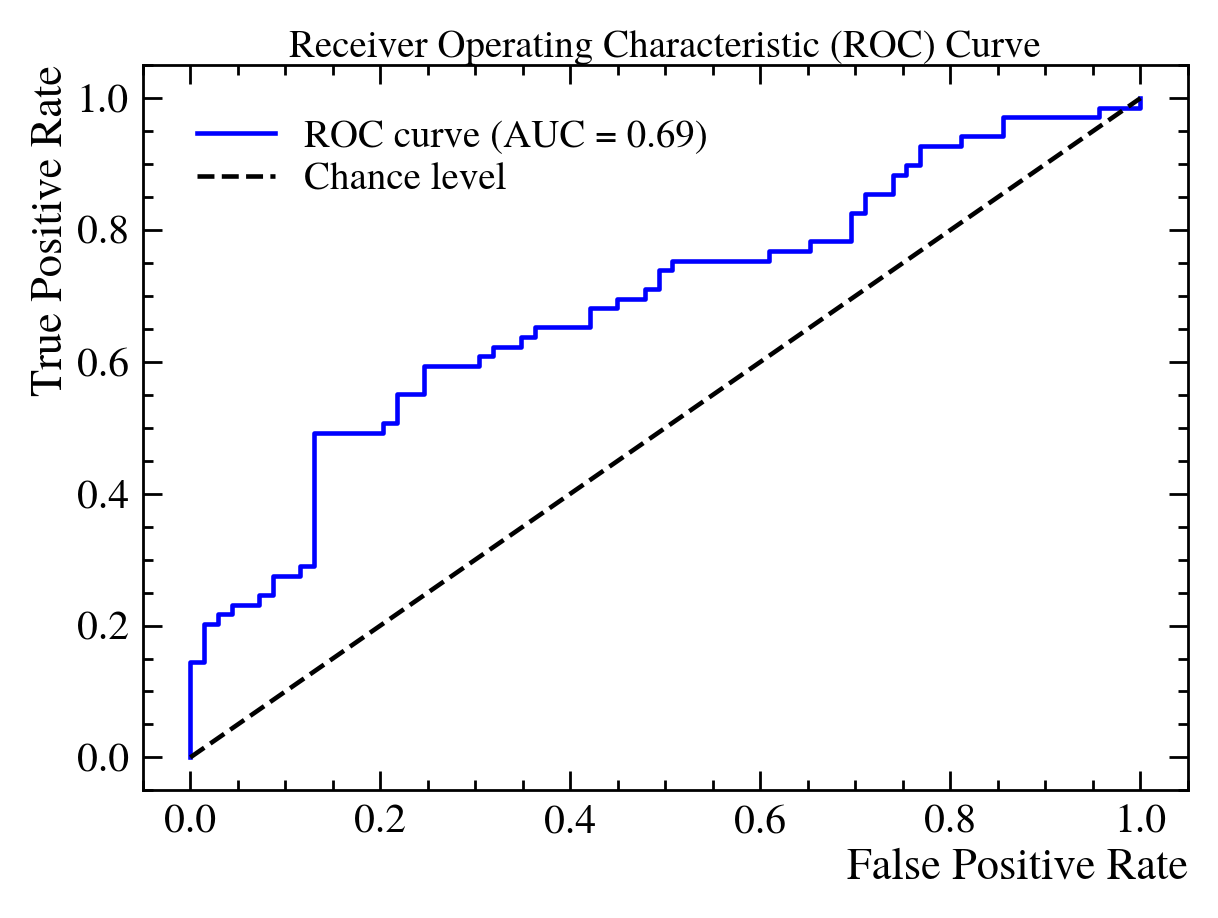 Receiver Operating Characteristic (ROC) Curve
True Positive Rate
1.0
0.8
0.6
0.4
0.2
0.0
ROC curve (AUC = 0.69)
Chance level
0.0 0.2 0.4 0.6 0.8 1.0
False Positive Rate